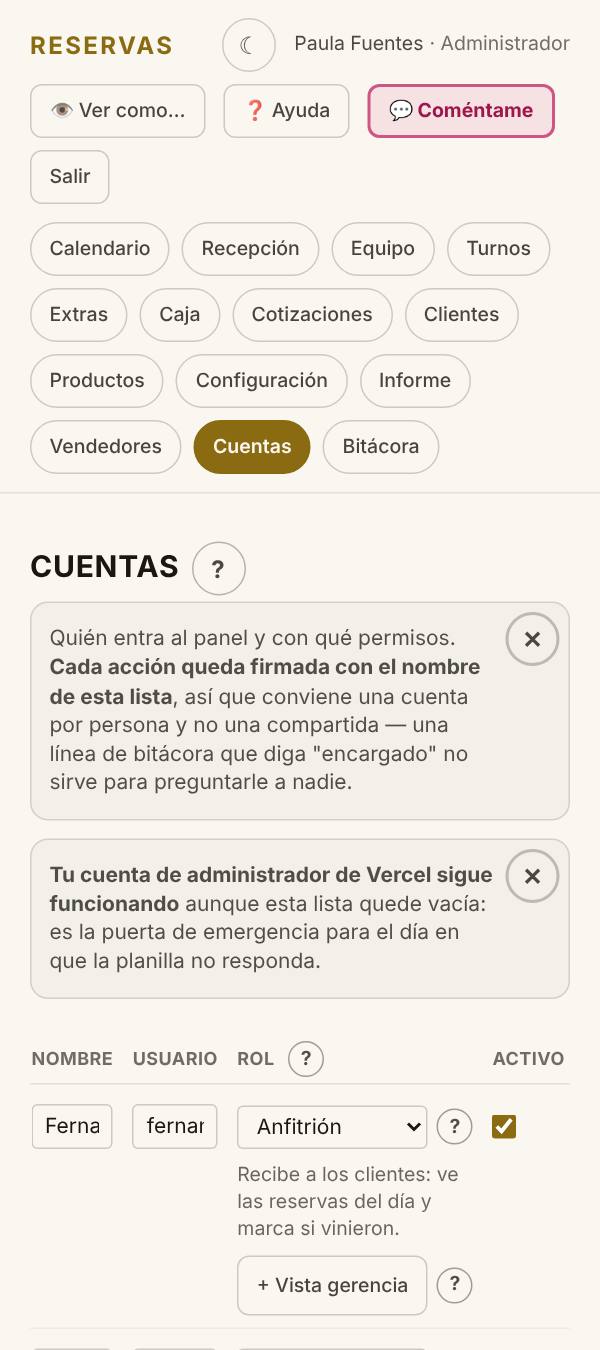 RESERVAS
☾
Paula Fuentes · Administrador
👁️ Ver como...
❓ Ayuda
💬 Coméntame
Salir
Calendario
Recepción
Equipo
Turnos
Extras
Caja
Cotizaciones
Clientes
Productos
Configuración
Informe
Vendedores
Cuentas
Bitácora
CUENTAS
?
Quién entra al panel y con qué permisos.
Cada acción queda firmada con el nombre
de esta lista, así que conviene una cuenta
por persona y no una compartida — una
línea de bitácora que diga "encargado" no
sirve para preguntarle a nadie.
✕
Tu cuenta de administrador de Vercel sigue
funcionando aunque esta lista quede vacía:
es la puerta de emergencia para el día en
que la planilla no responda.
✕
NOMBRE
USUARIO
ROL
?
ACTIVO
Ferna
fernar
Anfitrión
?
Recibe a los clientes: ve
las reservas del día y
marca si vinieron.
+ Vista gerencia
?